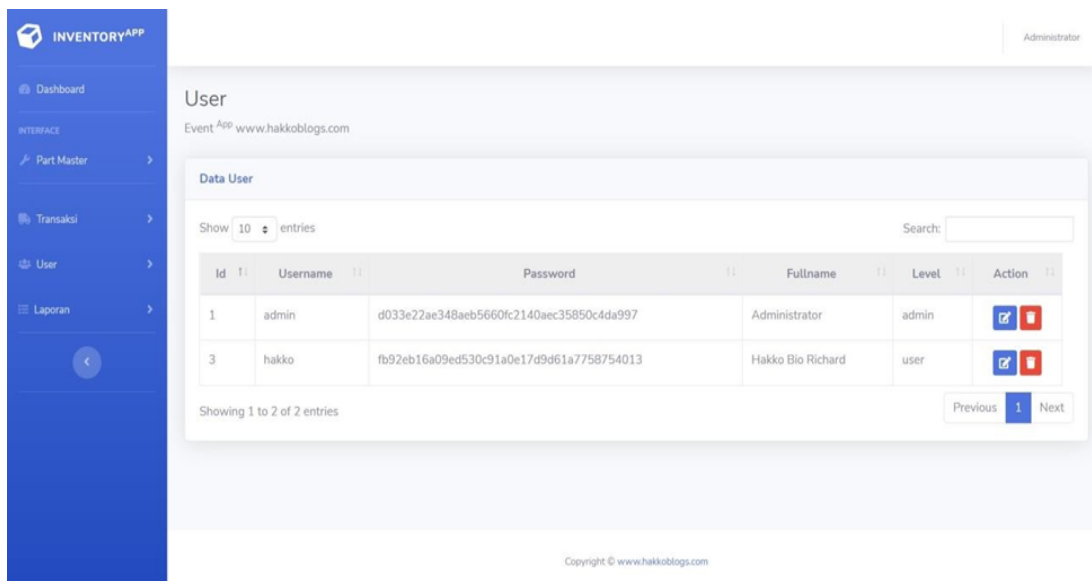 INVENTORY APP
Administrator
Dashboard
INTERFACE
Part Master
Transaksi
User
Laporan
User
Event App www.hakkoblogs.com
Data User
Show 10 entries
Search:
Id Username Password Fullname Level Action
1 admin d033e22ae348aeb5660fc2140aec35850c4da997 Administrator admin
3 hakko fb92eb16a09ed530c91a0e17d9d61a7758754013 Hakko Bio Richard user
Showing 1 to 2 of 2 entries
Previous 1 Next
Copyright © www.hakkoblogs.com